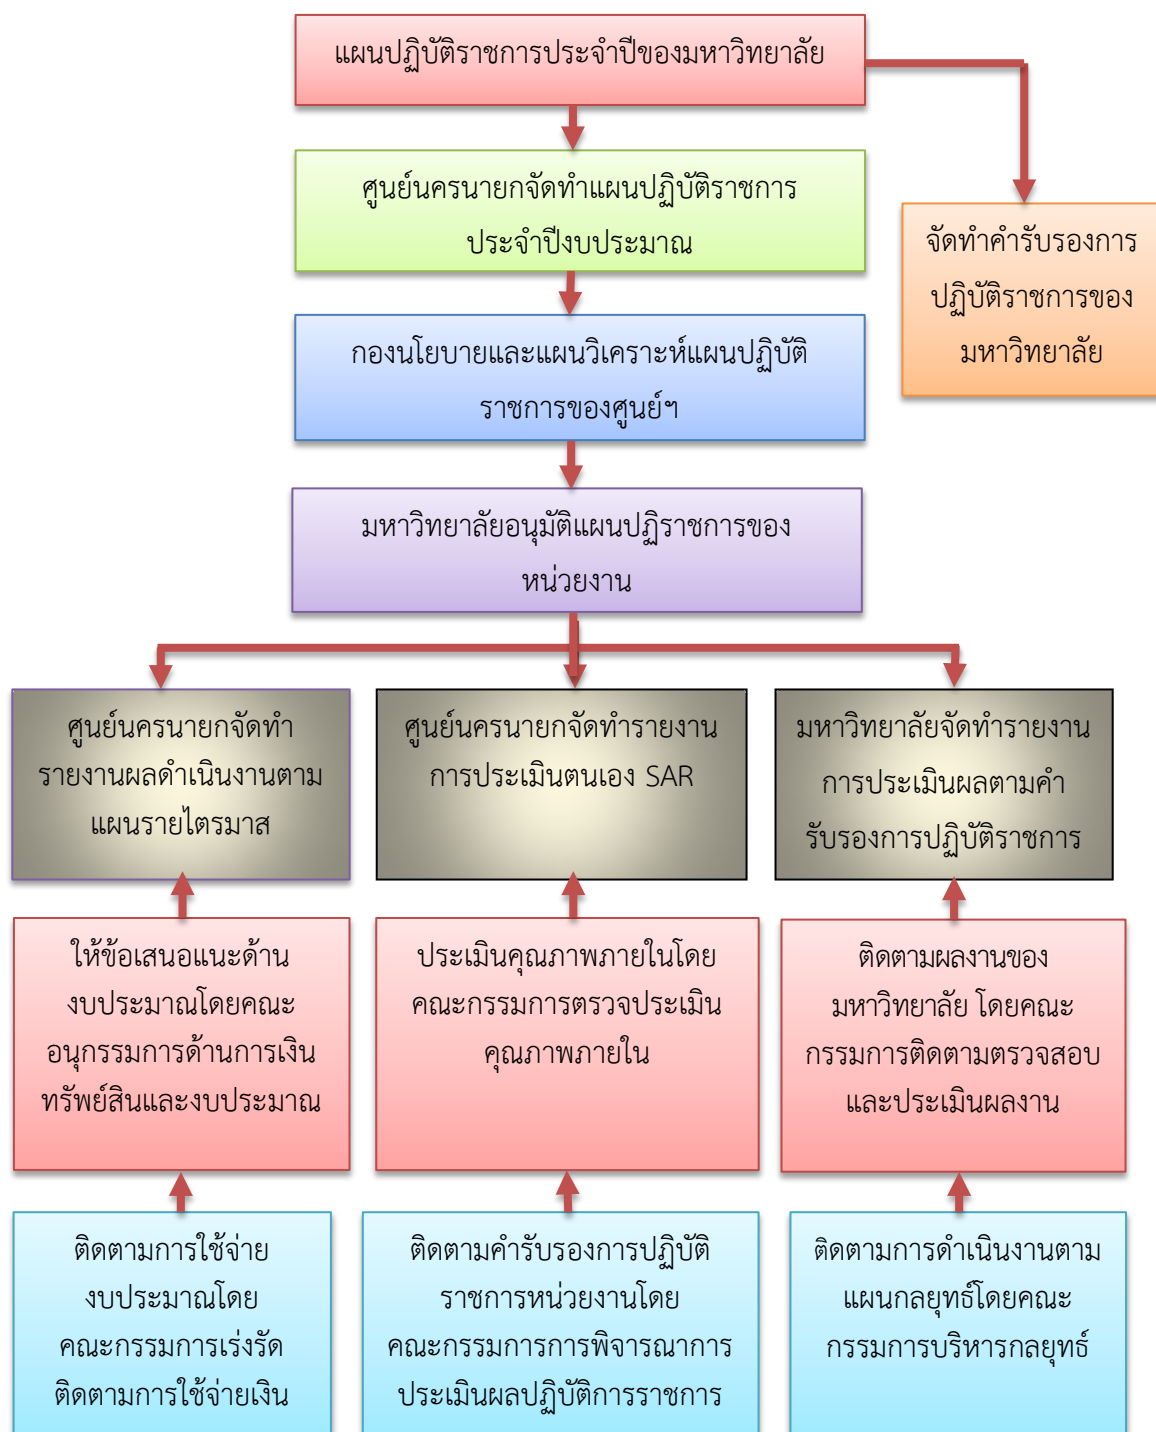 แผนปฏิบัติราชการประจำปีของมหาวิทยาลัย
ศูนย์นครนายกจัดทำแผนปฏิบัติราชการ
ประจำปีงบประมาณ
จัดทำคำรับรองการ
ปฏิบัติราชการของ
มหาวิทยาลัย
กองนโยบายและแผนวิเคราะห์แผนปฏิบัติ
ราชการของศูนย์ฯ
มหาวิทยาลัยอนุมัติแผนปฏิราชการของ
หน่วยงาน
ศูนย์นครนายกจัดทำ
รายงานผลดำเนินงานตาม
แผนรายไตรมาส
ศูนย์นครนายกจัดทำรายงาน
การประเมินตนเอง SAR
มหาวิทยาลัยจัดทำรายงาน
การประเมินผลตามคำ
รับรองการปฏิบัติราชการ
ให้ข้อเสนอแนะด้าน
งบประมาณโดยคณะ
อนุกรรมการด้านการเงิน
ทรัพย์สินและงบประมาณ
ประเมินคุณภาพภายในโดย
คณะกรรมการตรวจประเมิน
คุณภาพภายใน
ติดตามผลงานของ
มหาวิทยาลัย โดยคณะ
กรรมการติดตามตรวจสอบ
และประเมินผลงาน
ติดตามการใช้จ่าย
งบประมาณโดย
คณะกรรมการเร่งรัด
ติดตามการใช้จ่ายเงิน
ติดตามคำรับรองการปฏิบัติ
ราชการหน่วยงานโดย
คณะกรรมการการพิจารณาการ
ประเมินผลปฏิบัติการราชการ
ติดตามการดำเนินงานตาม
แผนกลยุทธ์โดยคณะ
กรรมการบริหารกลยุทธ์